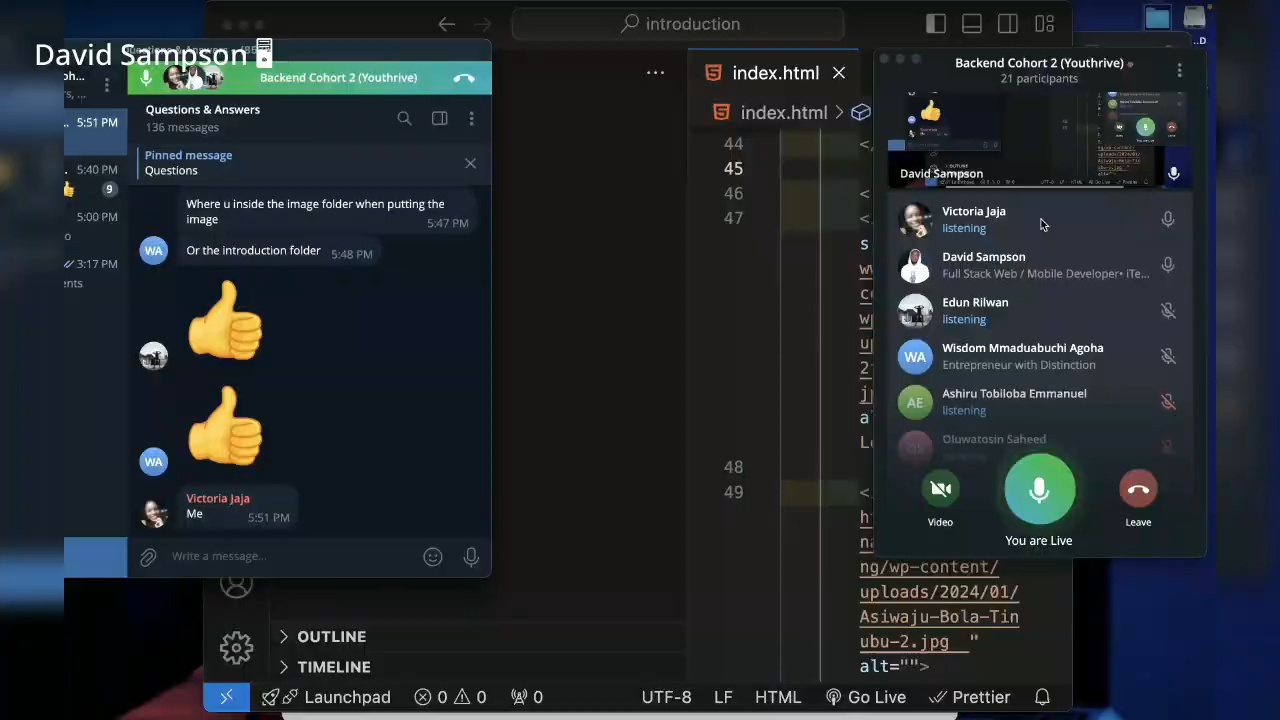 introduction
David Sampson
Backend Cohort 2 (Youthrive)
Questions & Answers
136 messages
Pinned message
Questions
5:51 PM
5:40 PM
9
5:00 PM
3:17 PM
Where u inside the image folder when putting the
image
5:47 PM
WA
Or the introduction folder
5:48 PM
WA
Victoria Jaja
Me
5:51 PM
Write a message...
index.html
index.html >
44
45
46
47
48
49
ng/wp-content/
uploads/2024/01/
Asiwaju-Bola-Tin
ubu-2.jpg "
alt="">
Backend Cohort 2 (Youthrive)
21 participants
David Sampson
Victoria Jaja
listening
David Sampson
Full Stack Web / Mobile Developer• iTe...
Edun Rilwan
listening
WA
Wisdom Mmaduabuchi Agoha
Entrepreneur with Distinction
AE
Ashiru Tobiloba Emmanuel
listening
Oluwatosin Saheed
Video
Leave
You are Live
OUTLINE
TIMELINE
Launchpad
0
0
0
UTF-8
LF
HTML
Go Live
Prettier